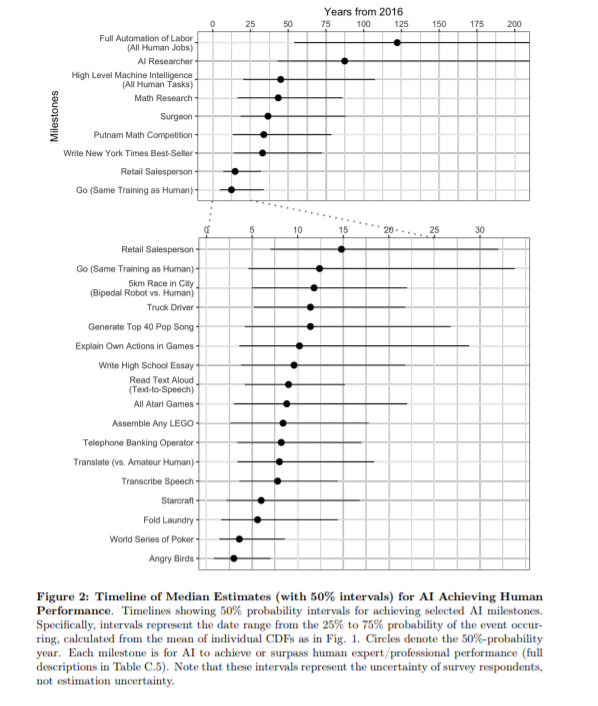 Years from 2016
0 25 50 75 100 125 150 175 200
Milestones
Full Automation of Labor
(All Human Jobs)
AI Researcher
High Level Machine Intelligence
(All Human Tasks)
Math Research
Surgeon
Putnam Math Competition
Write New York Times Best-Seller
Retail Salesperson
Go (Same Training as Human)
0 5 10 15 20 25 30
Retail Salesperson
Go (Same Training as Human)
5km Race in City
(Bipedal Robot vs. Human)
Truck Driver
Generate Top 40 Pop Song
Explain Own Actions in Games
Write High School Essay
Read Text Aloud
(Text-to-Speech)
All Atari Games
Assemble Any LEGO
Telephone Banking Operator
Translate (vs. Amateur Human)
Transcribe Speech
Starcraft
Fold Laundry
World Series of Poker
Angry Birds
Figure 2: Timeline of Median Estimates (with 50% intervals) for AI Achieving Human
Performance. Timelines showing 50% probability intervals for achieving selected AI milestones.
Specifically, intervals represent the date range from the 25% to 75% probability of the event occur-
ring, calculated from the mean of individual CDFs as in Fig. 1. Circles denote the 50%-probability
year. Each milestone is for AI to achieve or surpass human expert/professional performance (full
descriptions in Table C.5). Note that these intervals represent the uncertainty of survey respondents,
not estimation uncertainty.